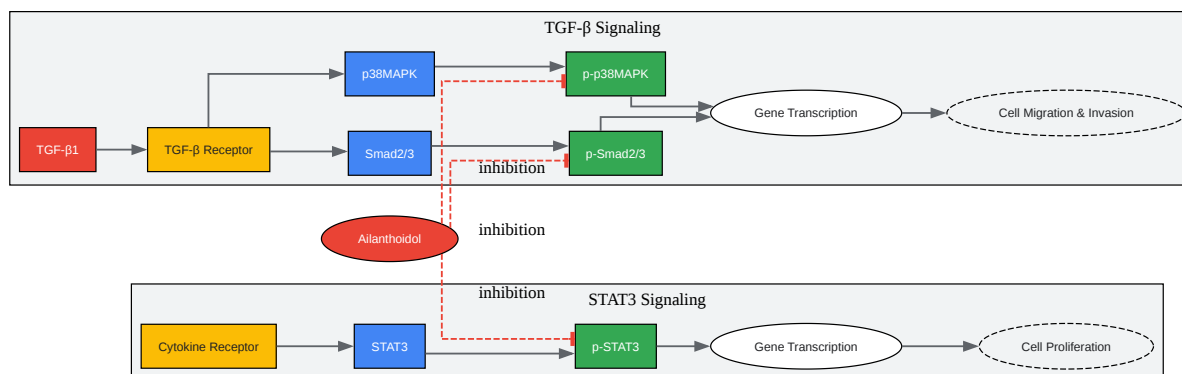 TGF-β Signaling
p38MAPK
p-p38MAPK
Gene Transcription
Cell Migration & Invasion
TGF-β1
TGF-β Receptor
Smad2/3
p-Smad2/3
inhibition
Ailanthoidol
inhibition
inhibition
STAT3 Signaling
Cytokine Receptor
STAT3
p-STAT3
Gene Transcription
Cell Proliferation